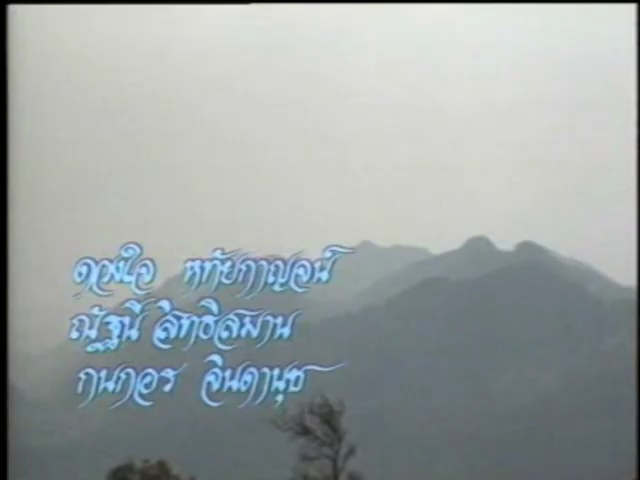 ดวงใจ หทัยกาญจน์
ณัฐนี สิทธิสมาน
กนกอร จินดานุช